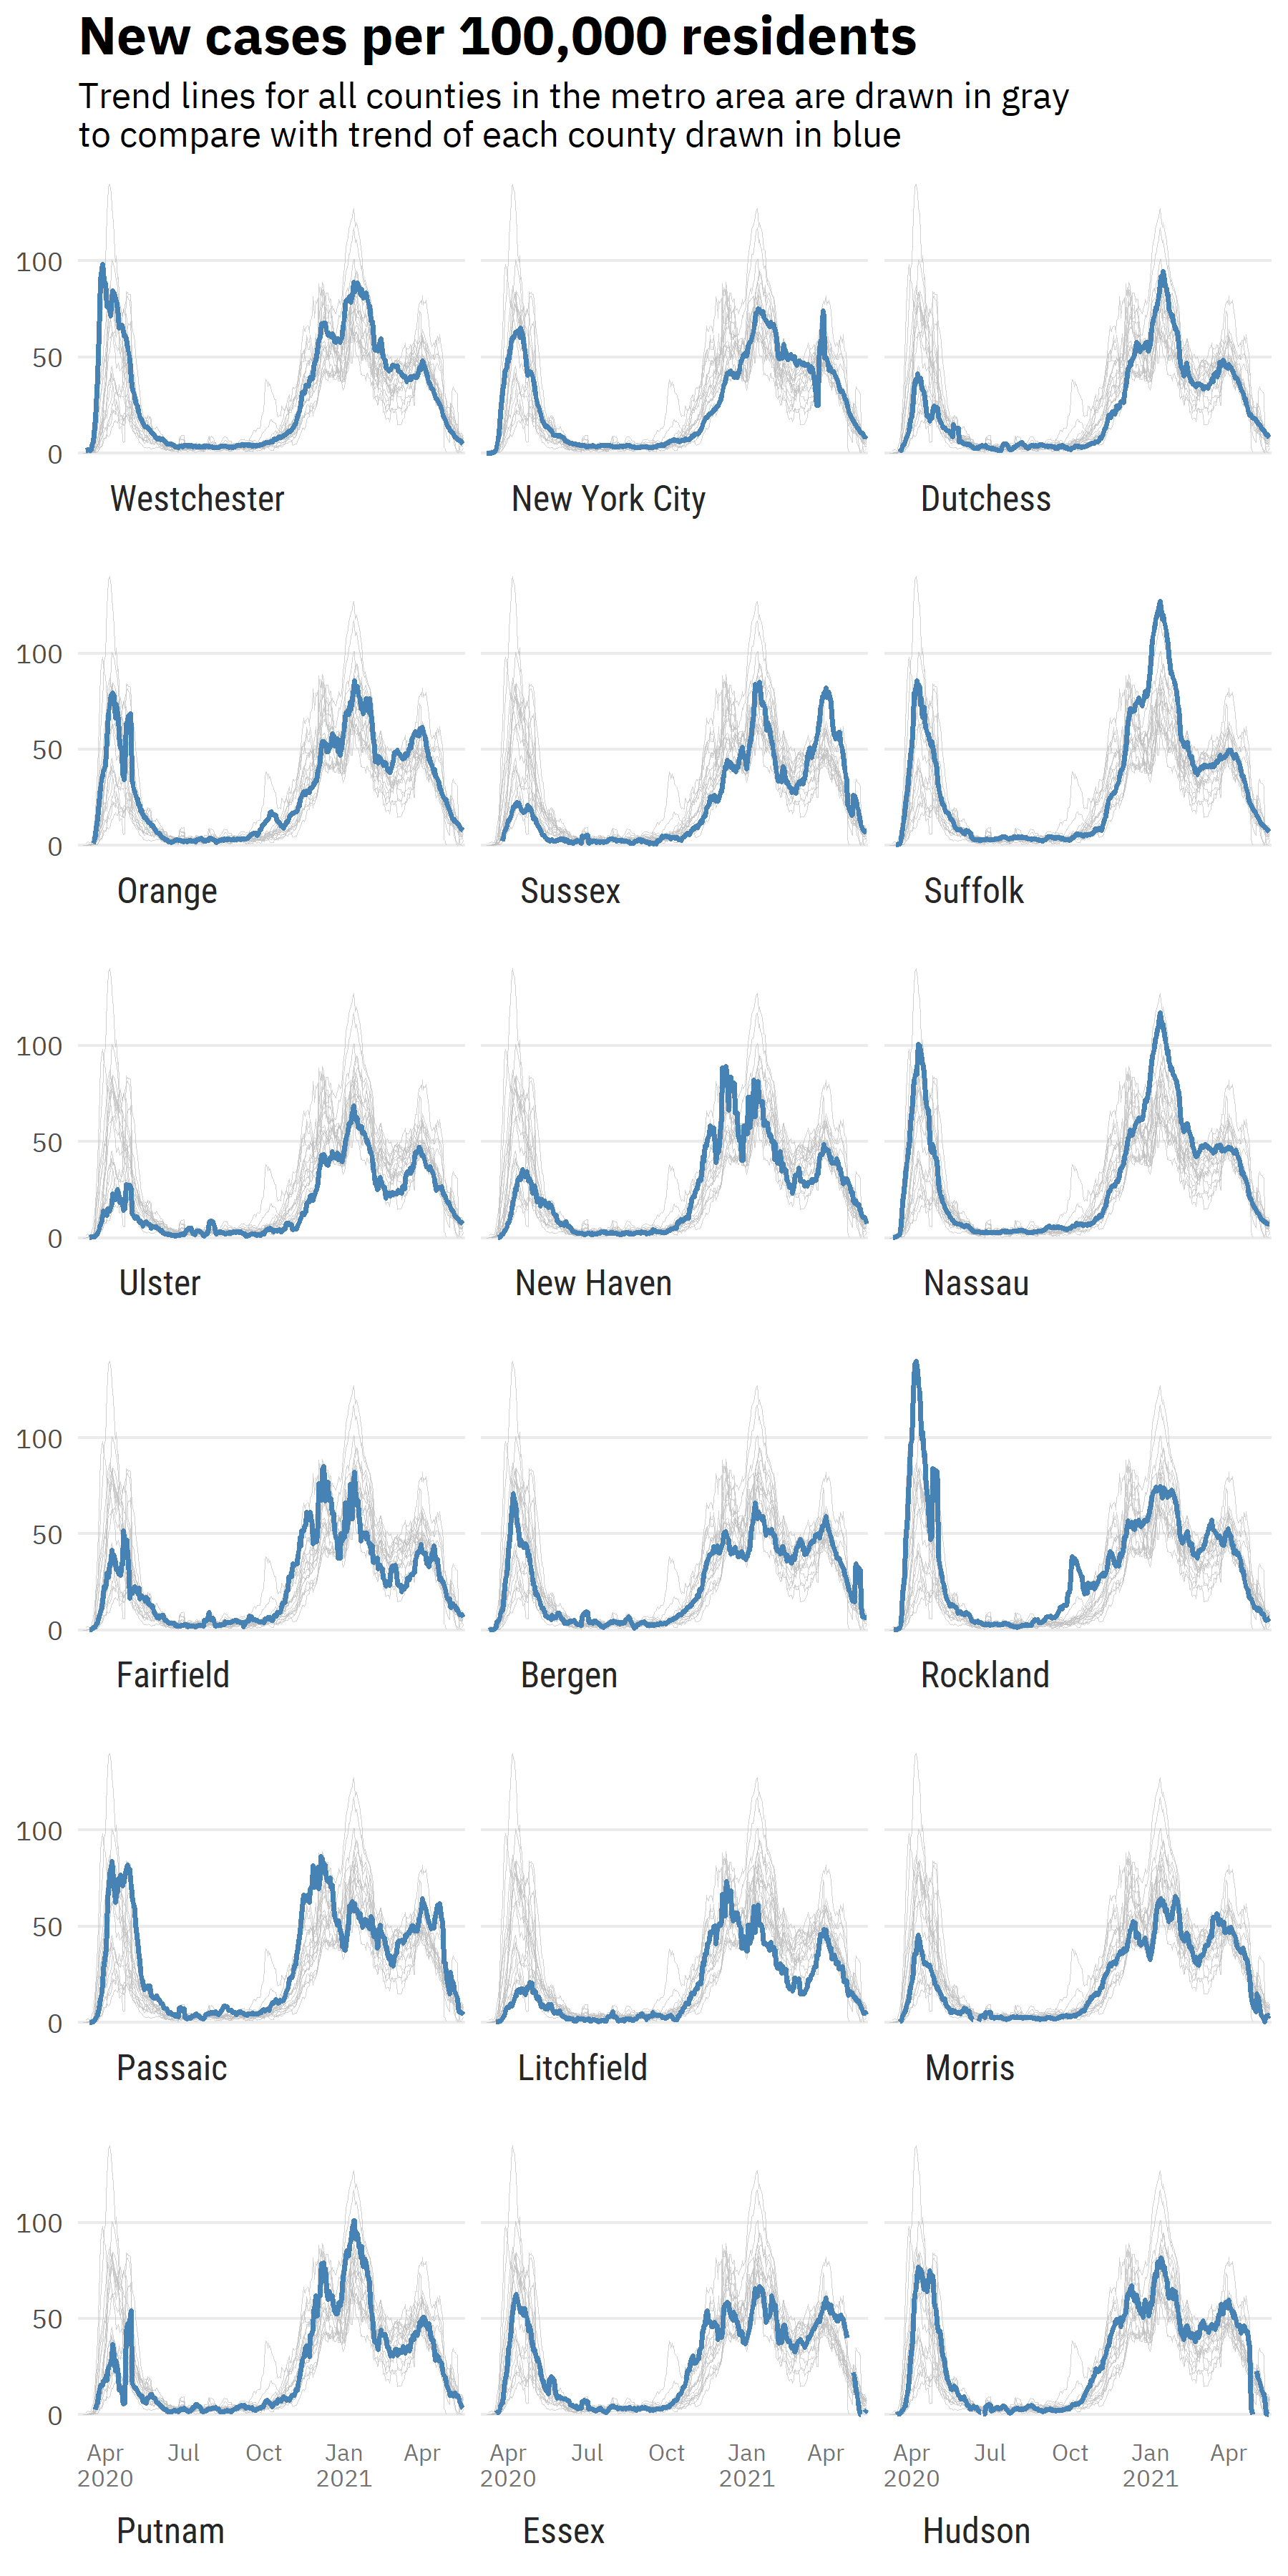 New cases per 100,000 residents
Trend lines for all counties in the metro area are drawn in gray
to compare with trend of each county drawn in blue
100
50
0
Westchester New York City Dutchess
100
50
0
Orange Sussex Suffolk
100
50
0
Ulster New Haven Nassau
100
50
0
Fairfield Bergen Rockland
100
50
0
Passaic Litchfield Morris
100
50
0
Apr Jul Oct Jan Apr Apr Jul Oct Jan Apr Apr Jul Oct Jan Apr
2020 2021 2020 2021 2020 2021
Putnam Essex Hudson